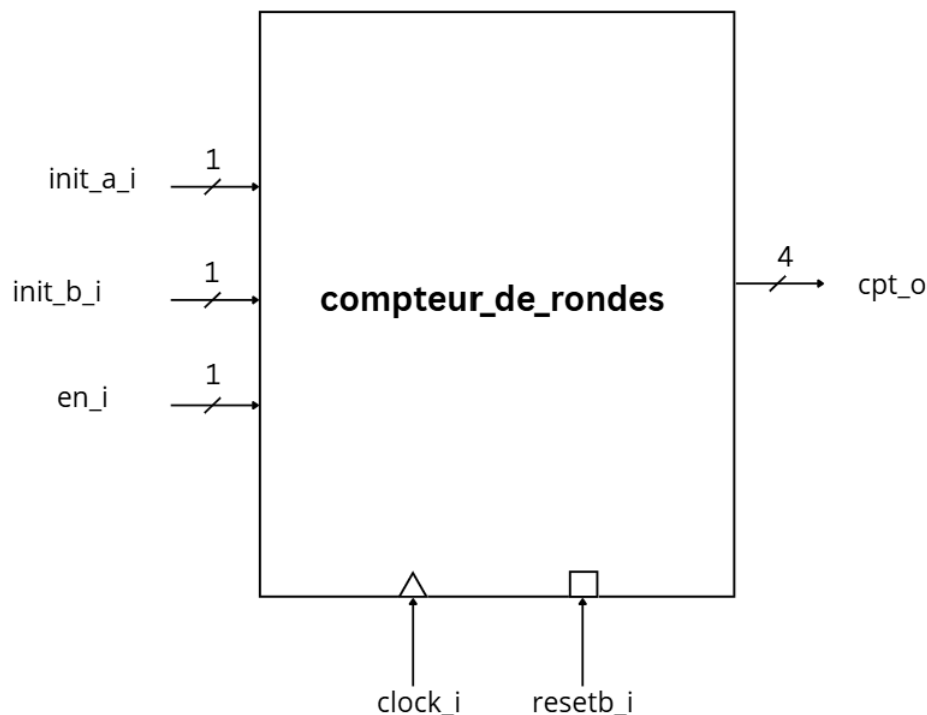 1
init_a_i
1
init_b_i
compteur_de_rondes
4
cpt_o
1
en_i
clock_i
resetb_i